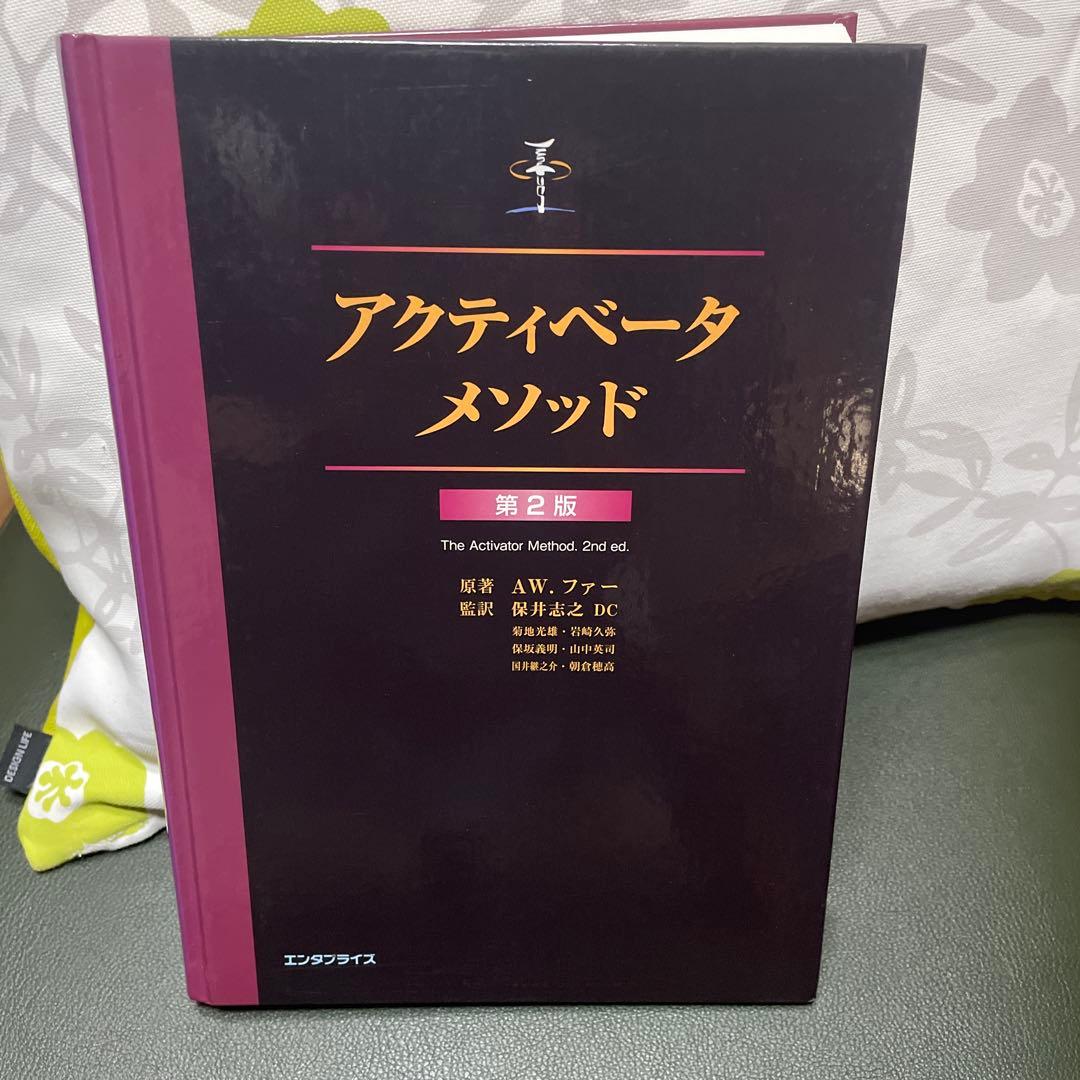 アクティベータ
メソッド
第2版
The Activator Method. 2nd ed.
原著 AW. ファー
監訳 保井志之 DC
菊地光雄・岩崎久弥
保坂義明・山中英司
国井継之介・朝倉穂高
エンタプライズ
DESIGN LIFE